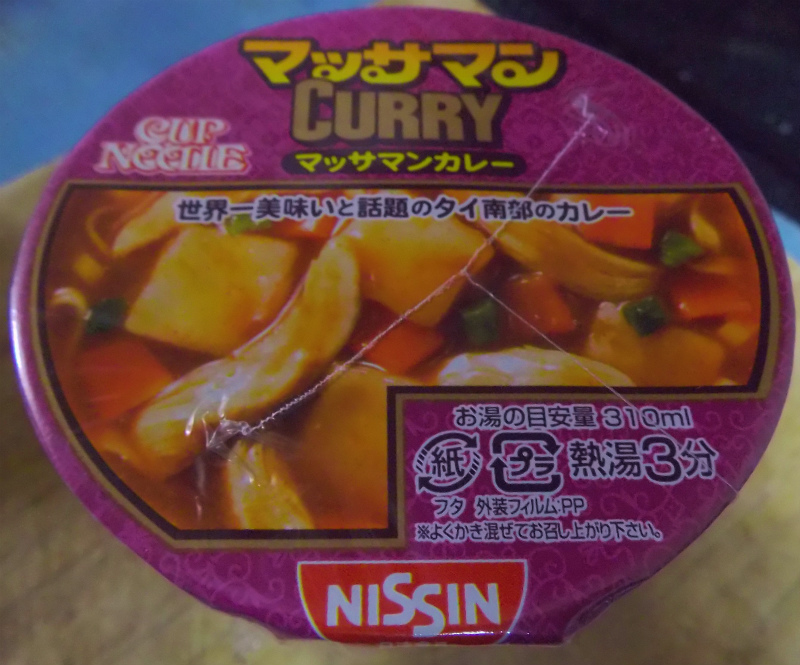 マッサマン
CURRY
CUP
NOODLE
マッサマンカレー
世界一美味いと話題のタイ南部のカレー
お湯の目安量 310ml
紙 プラ 熱湯3分
フタ 外装フィルム:PP
※よくかき混ぜてお召し上がり下さい。
NISSIN